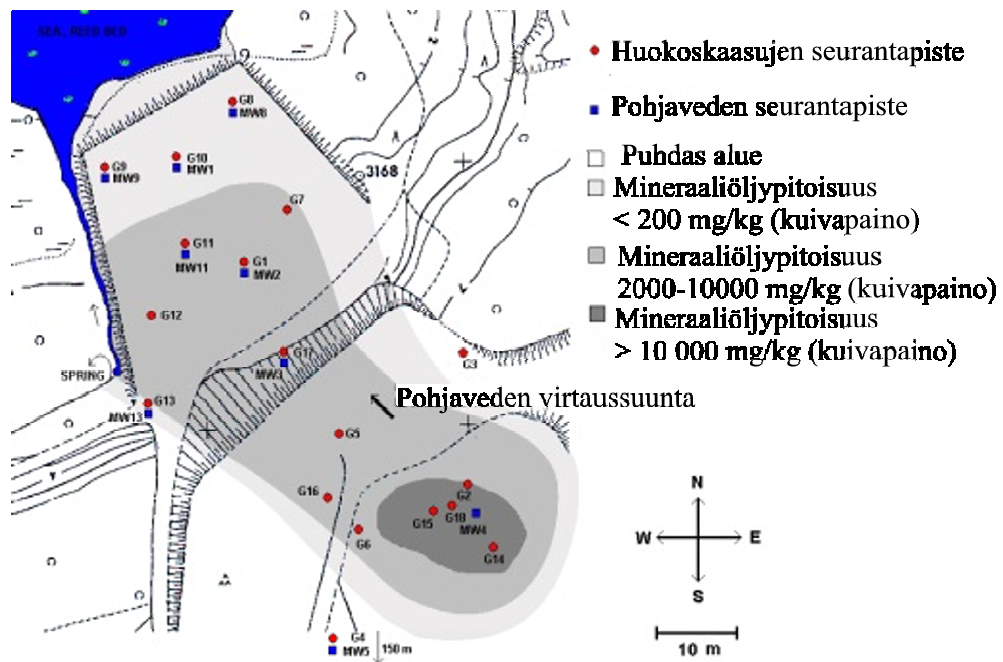 SEA, REED BED
Huokoskaasujen seurantapiste
Pohjaveden seurantapiste
Puhdas alue
Mineraaliöljypitoisuus
< 200 mg/kg (kuivapaino)
Mineraaliöljypitoisuus
2000-10000 mg/kg (kuivapaino)
Mineraaliöljypitoisuus
> 10 000 mg/kg (kuivapaino)
G8
MW8
G10
MW1
G9
MW9
3168
G7
G11
MW11
G1
MW2
G12
G17
MW3
G3
SPRING
Pohjaveden virtaussuunta
G13
MW13
G5
G16
G2
G18
G15
MW4
G6
G14
G4
MW5
150 m
N
W
E
S
10 m